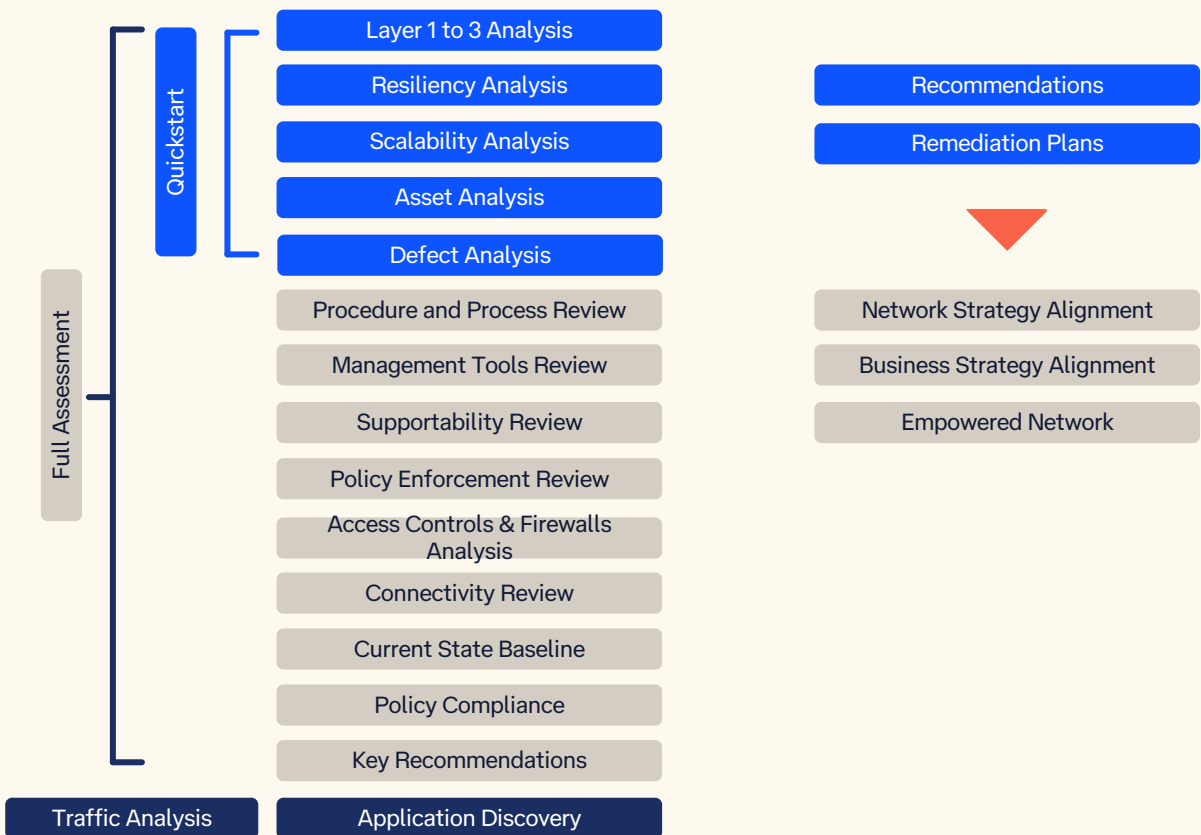 Full Assessment
Quickstart
Layer 1 to 3 Analysis
Resiliency Analysis
Scalability Analysis
Asset Analysis
Defect Analysis
Procedure and Process Review
Management Tools Review
Supportability Review
Policy Enforcement Review
Access Controls & Firewalls
Analysis
Connectivity Review
Current State Baseline
Policy Compliance
Key Recommendations
Traffic Analysis
Application Discovery
Recommendations
Remediation Plans
Network Strategy Alignment
Business Strategy Alignment
Empowered Network